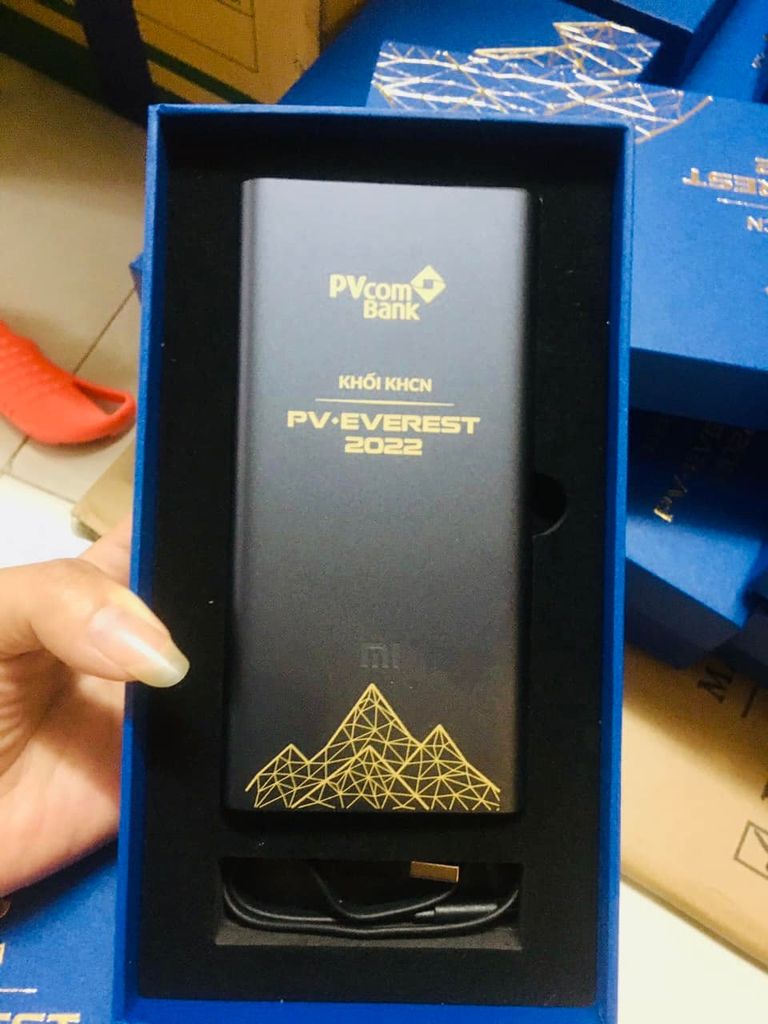 PVcom
Bank
KHỐI KHCN
PV·EVEREST
2022
mi